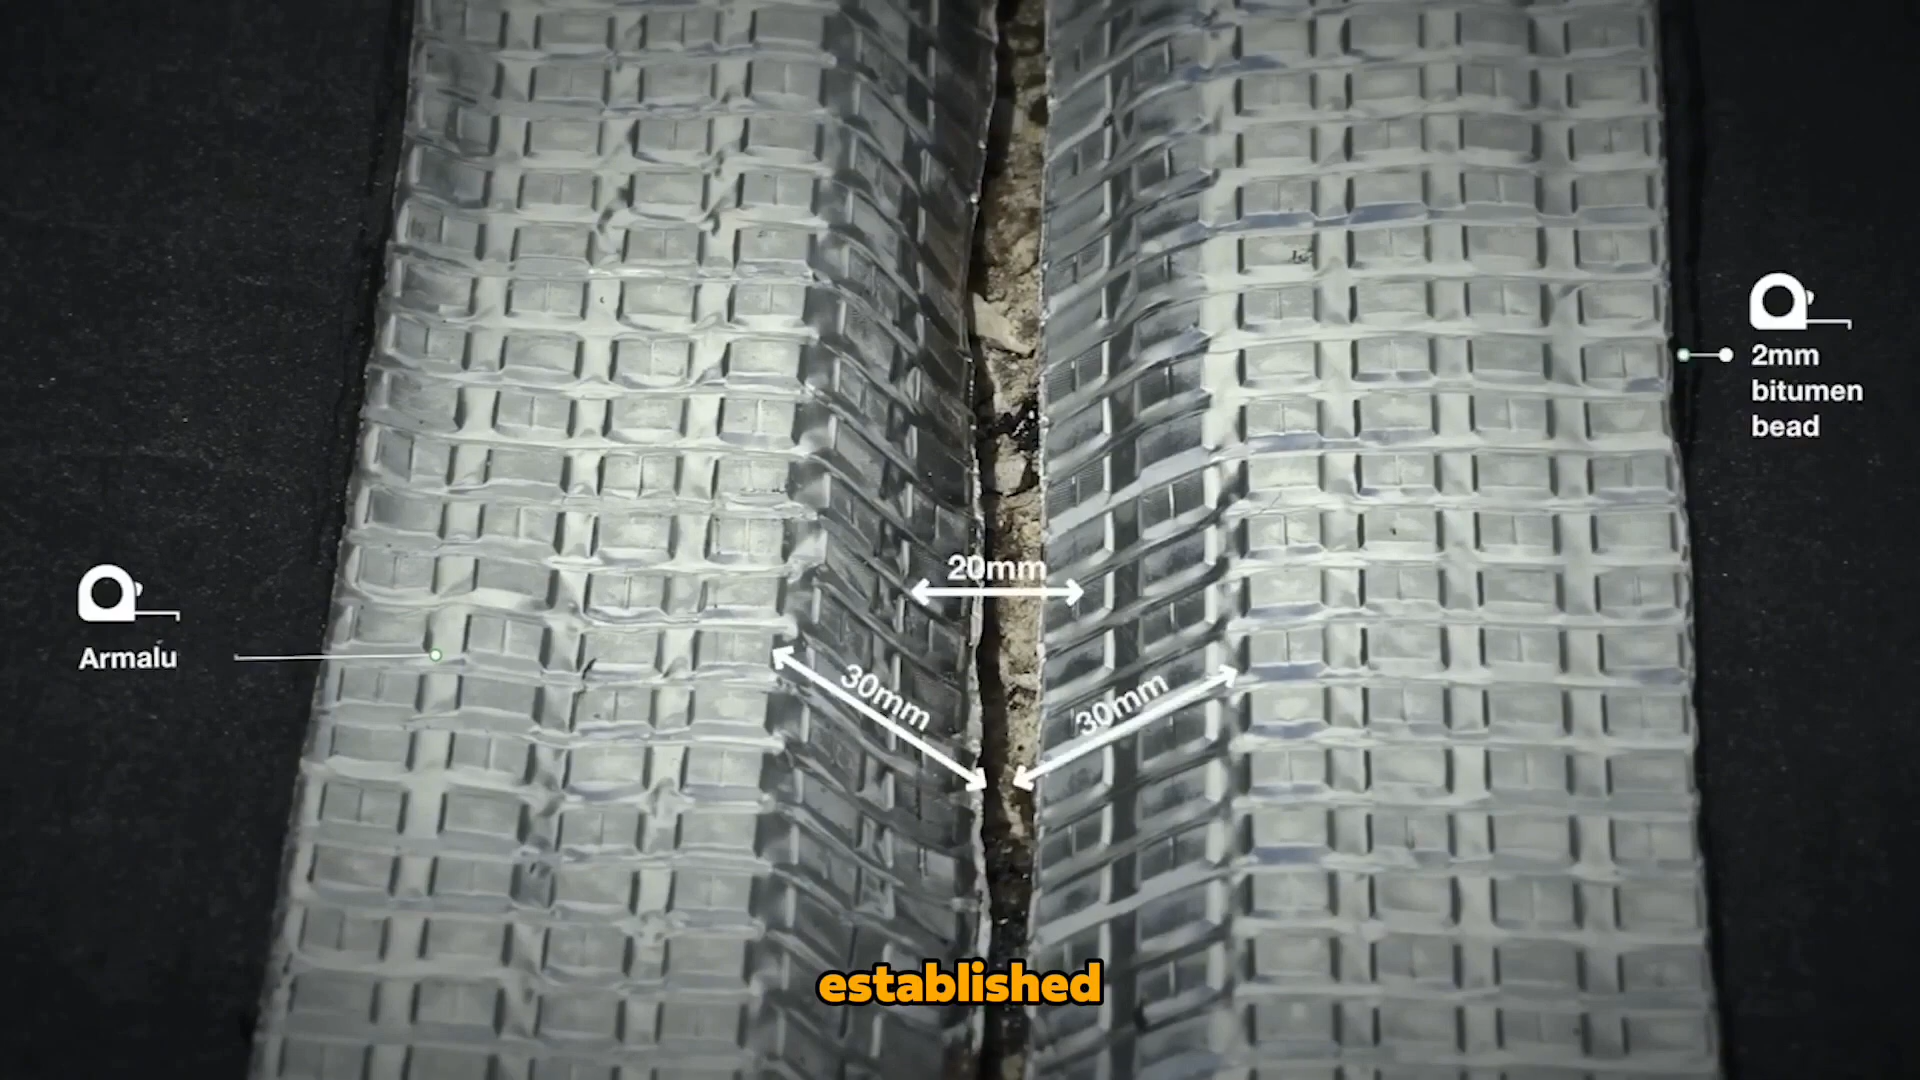 2mm
bitumen
bead
20mm
Armalu
30mm
30mm
established